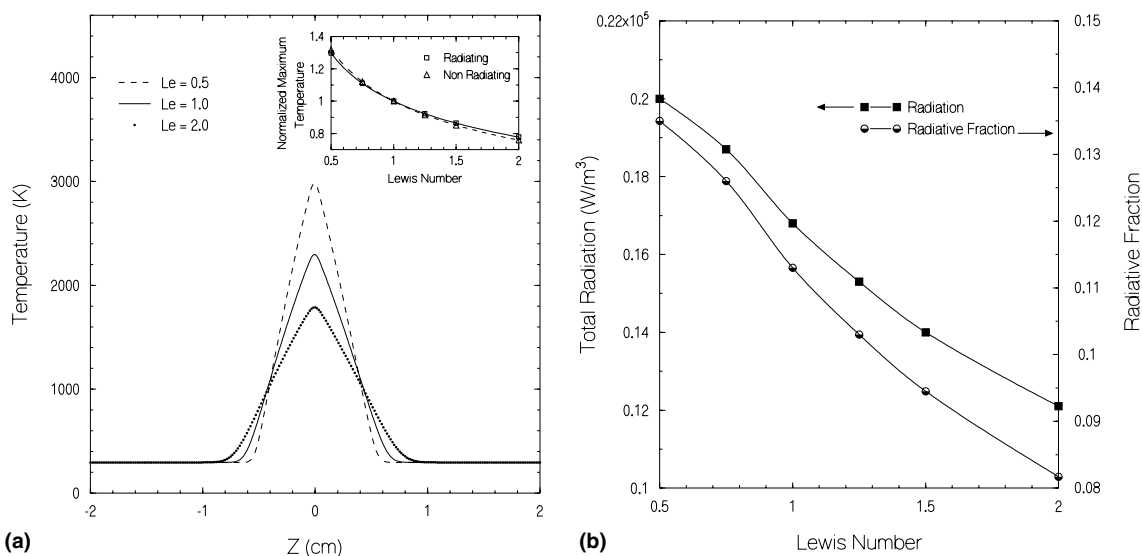 4000
3000
2000
1000
0
-2
-1
0
1
2
Temperature (K)
Z (cm)
Le = 0.5
Le = 1.0
Le = 2.0
1.4
1.2
1
0.8
0.5
1
1.5
2
Normalized Maximum
Temperature
Lewis Number
Radiating
Non Radiating
(a)
0.22x10⁵
0.2
0.18
0.16
0.14
0.12
0.1
Total Radiation (W/m³)
0.5
1
1.5
2
Lewis Number
0.15
0.14
0.13
0.12
0.11
0.1
0.09
0.08
Radiative Fraction
Radiation
Radiative Fraction
(b)